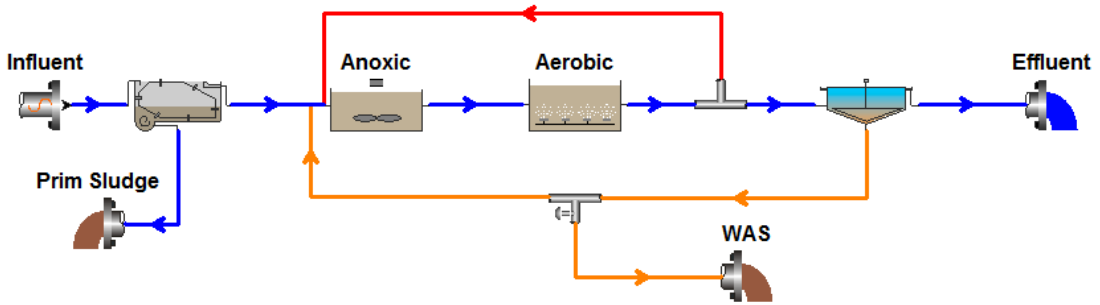 Influent
Anoxic
Aerobic
Effluent
Prim Sludge
WAS